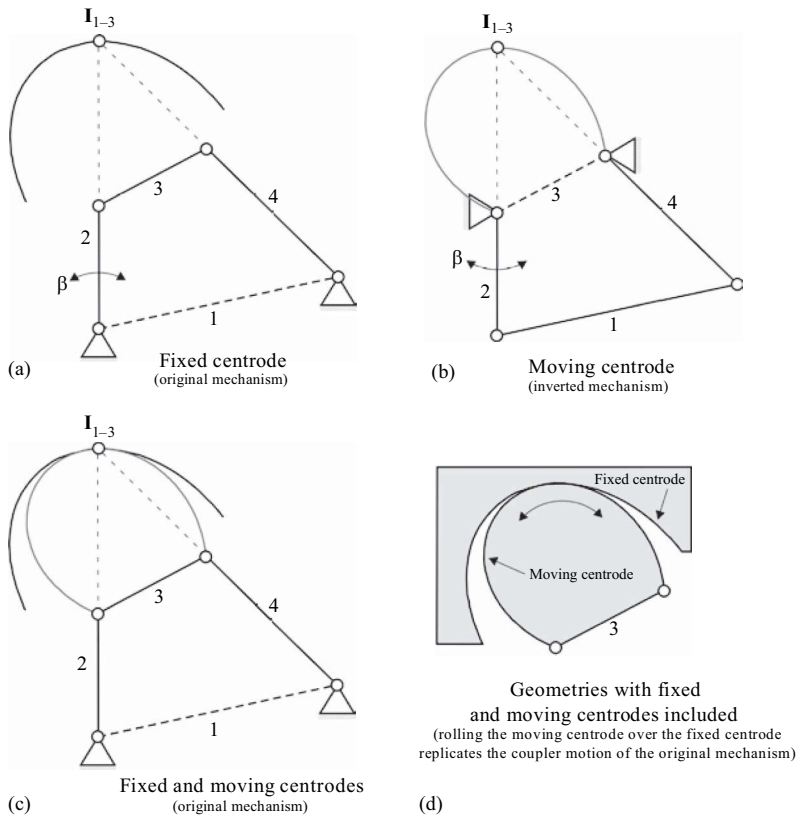 I1–3
3
4
2
β
1
(a)
Fixed centrode
(original mechanism)
I1–3
3
4
β
2
1
(b)
Moving centrode
(inverted mechanism)
I1–3
3
4
2
1
(c)
Fixed and moving centrodes
(original mechanism)
Fixed centrode
Moving centrode
3
Geometries with fixed
and moving centrodes included
(rolling the moving centrode over the fixed centrode
replicates the coupler motion of the original mechanism)
(d)